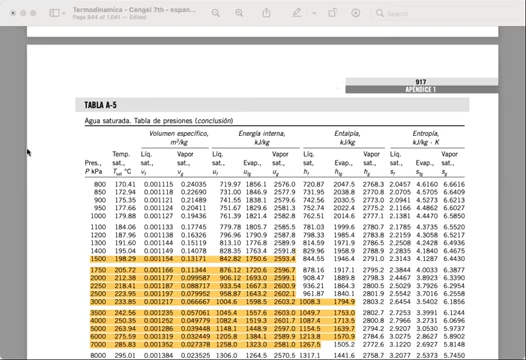 Termodinamica - Cengel 7th - espan...
Page 944 of 1,041 — Edited
Search
917
APÉNDICE 1
TABLA A-5
Agua saturada. Tabla de presiones (conclusión)
Volumen específico, m³/kg Energía interna, kJ/kg Entalpía, kJ/kg Entropía, kJ/kg · K
Pres., P kPa Temp. sat., Tsat °C Líq. sat., vf Vapor sat., vg Líq. sat., uf Evap., ufg Vapor sat., ug Líq. sat., hf Evap., hfg Vapor sat., hg Líq. sat., sf Evap., sfg Vapor sat., sg
800 170.41 0.001115 0.24035 719.97 1856.1 2576.0 720.87 2047.5 2768.3 2.0457 4.6160 6.6616
850 172.94 0.001118 0.22690 731.00 1846.9 2577.9 731.95 2038.8 2770.8 2.0705 4.5705 6.6409
900 175.35 0.001121 0.21489 741.55 1838.1 2579.6 742.56 2030.5 2773.0 2.0941 4.5273 6.6213
950 177.66 0.001124 0.20411 751.67 1829.6 2581.3 752.74 2022.4 2775.2 2.1166 4.4862 6.6027
1000 179.88 0.001127 0.19436 761.39 1821.4 2582.8 762.51 2014.6 2777.1 2.1381 4.4470 6.5850
1100 184.06 0.001133 0.17745 779.78 1805.7 2585.5 781.03 1999.6 2780.7 2.1785 4.3735 6.5520
1200 187.96 0.001138 0.16326 796.96 1790.9 2587.8 798.33 1985.4 2783.8 2.2159 4.3058 6.5217
1300 191.60 0.001144 0.15119 813.10 1776.8 2589.9 814.59 1971.9 2786.5 2.2508 4.2428 6.4936
1400 195.04 0.001149 0.14078 828.35 1763.4 2591.8 829.96 1958.9 2788.9 2.2835 4.1840 6.4675
1500 198.29 0.001154 0.13171 842.82 1750.6 2593.4 844.55 1946.4 2791.0 2.3143 4.1287 6.4430
1750 205.72 0.001166 0.11344 876.12 1720.6 2596.7 878.16 1917.1 2795.2 2.3844 4.0033 6.3877
2000 212.38 0.001177 0.099587 906.12 1693.0 2599.1 908.47 1889.8 2798.3 2.4467 3.8923 6.3390
2250 218.41 0.001187 0.088717 933.54 1667.3 2600.9 936.21 1864.3 2800.5 2.5029 3.7926 6.2954
2500 223.95 0.001197 0.079952 958.87 1643.2 2602.1 961.87 1840.1 2801.9 2.5542 3.7016 6.2558
3000 233.85 0.001217 0.066667 1004.6 1598.5 2603.2 1008.3 1794.9 2803.2 2.6454 3.5402 6.1856
3500 242.56 0.001235 0.057061 1045.4 1557.6 2603.0 1049.7 1753.0 2802.7 2.7253 3.3991 6.1244
4000 250.35 0.001252 0.049779 1082.4 1519.3 2601.7 1087.4 1713.5 2800.8 2.7966 3.2731 6.0696
5000 263.94 0.001286 0.039448 1148.1 1448.9 2597.0 1154.5 1639.7 2794.2 2.9207 3.0530 5.9737
6000 275.59 0.001319 0.032449 1205.8 1384.1 2589.9 1213.8 1570.9 2784.6 3.0275 2.8627 5.8902
7000 285.83 0.001352 0.027378 1258.0 1323.0 2581.0 1267.5 1505.2 2772.6 3.1220 2.6927 5.8148
8000 295.01 0.001384 0.023525 1306.0 1264.5 2570.5 1317.1 1441.6 2758.7 3.2077 2.5373 5.7450